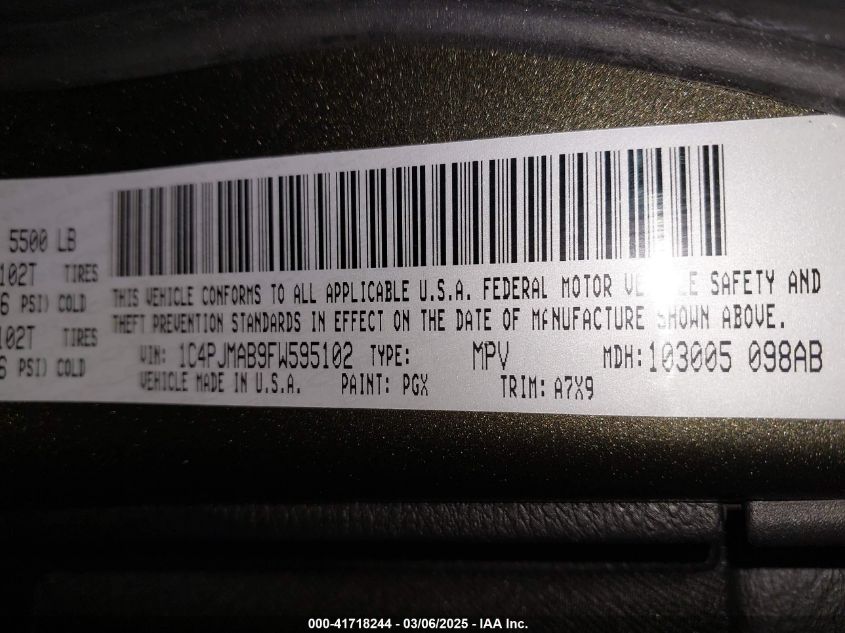 5500 LB
102T TIRES
6 PSI) COLD
102T TIRES
6 PSI) COLD
THIS VEHICLE CONFORMS TO ALL APPLICABLE U.S.A. FEDERAL MOTOR VEHICLE SAFETY AND
THEFT PREVENTION STANDARDS IN EFFECT ON THE DATE OF MANUFACTURE SHOWN ABOVE.
VIN: 1C4PJMAB9FW595102 TYPE: MPV MDH:103005 098AB
VEHICLE MADE IN U.S.A. PAINT: PGX TRIM: A7X9
000-41718244 - 03/06/2025 - IAA Inc.